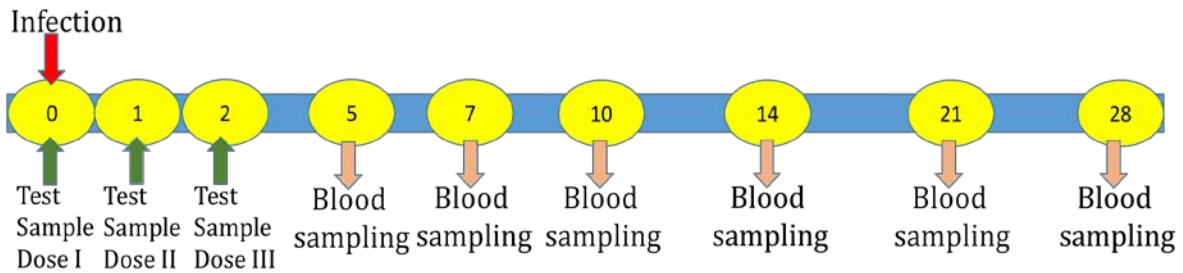 Infection
0 1 2 5 7 10 14 21 28
Test
Sample
Dose I
Test
Sample
Dose II
Test
Sample
Dose III
Blood
sampling
Blood
sampling
Blood
sampling
Blood
sampling
Blood
sampling
Blood
sampling